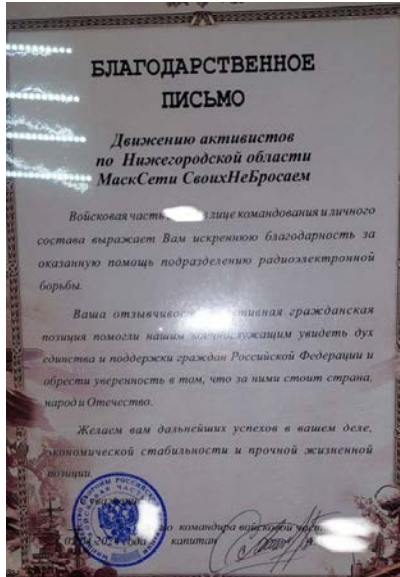 БЛАГОДАРСТВЕННОЕ
ПИСЬМО
Движению активистов
по Нижегородской области
МаскСети СвоихНеБросаем
Войсковая часть в лице командования и личного
состава выражает Вам искреннюю благодарность за
оказанную помощь подразделению радиоэлектронной
борьбы.
Ваша отзывчивость активная гражданская
позиция помогли нашим военнослужащим увидеть дух
единства и поддержки граждан Российской Федерации и
обрести уверенность в том, что за ними стоит страна,
народ и Отечество.
Желаем вам дальнейших успехов в вашем деле,
экономической стабильности и прочной жизненной
позиции.
командира войсковой части
2024 года капитан